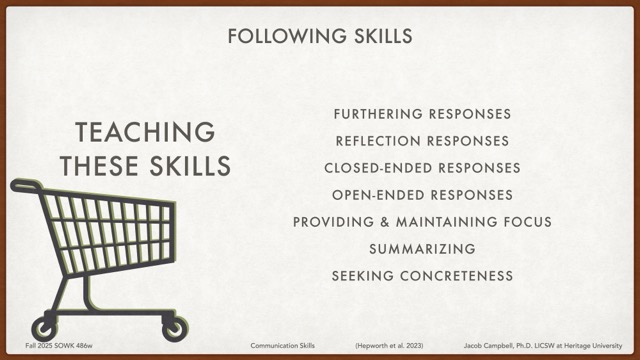 FOLLOWING SKILLS
TEACHING
THESE SKILLS
FURTHERING RESPONSES
REFLECTION RESPONSES
CLOSED-ENDED RESPONSES
OPEN-ENDED RESPONSES
PROVIDING & MAINTAINING FOCUS
SUMMARIZING
SEEKING CONCRETENESS
Fall 2025 SOWK 486w Communication Skills (Hepworth et al. 2023) Jacob Campbell, Ph.D. LICSW at Heritage University